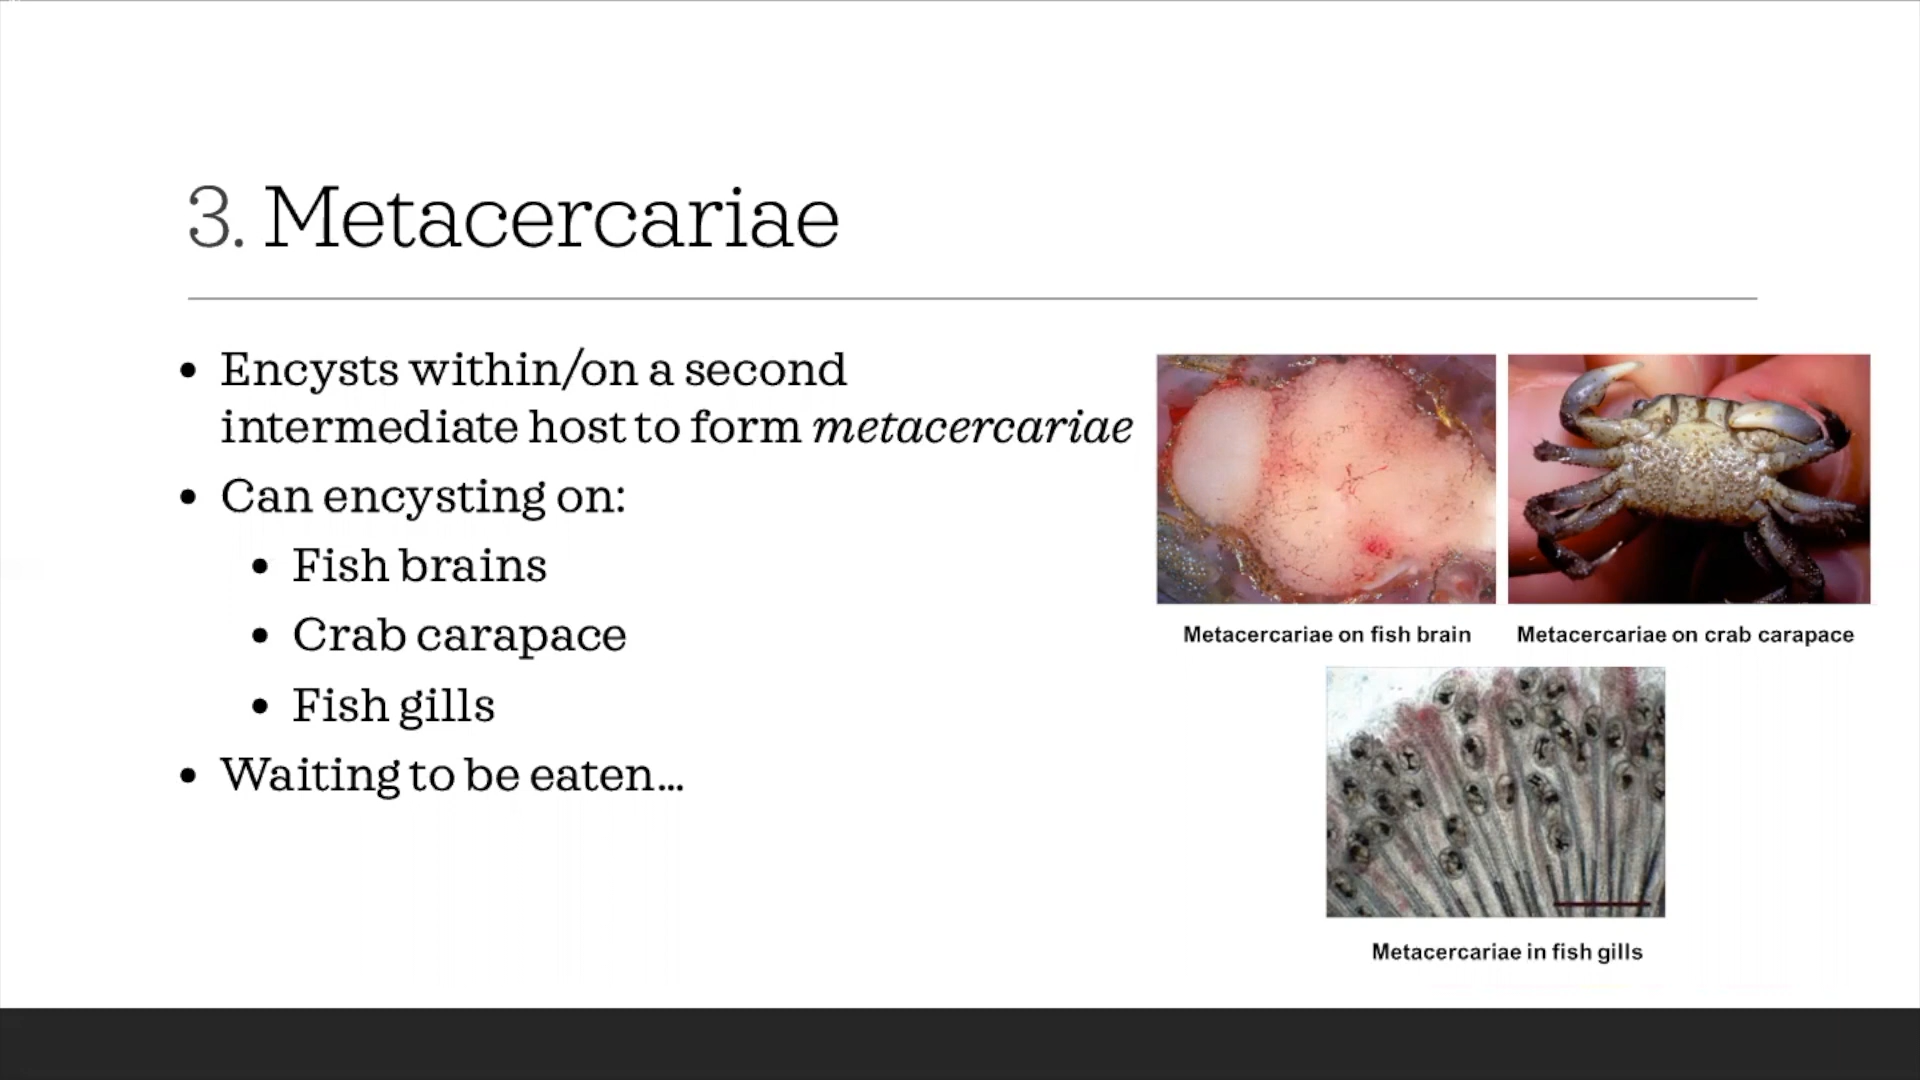 3. Metacercariae
• Encysts within/on a second
intermediate host to form metacercariae
• Can encysting on:
• Fish brains
• Crab carapace
• Fish gills
• Waiting to be eaten...
Metacercariae on fish brain
Metacercariae on crab carapace
Metacercariae in fish gills